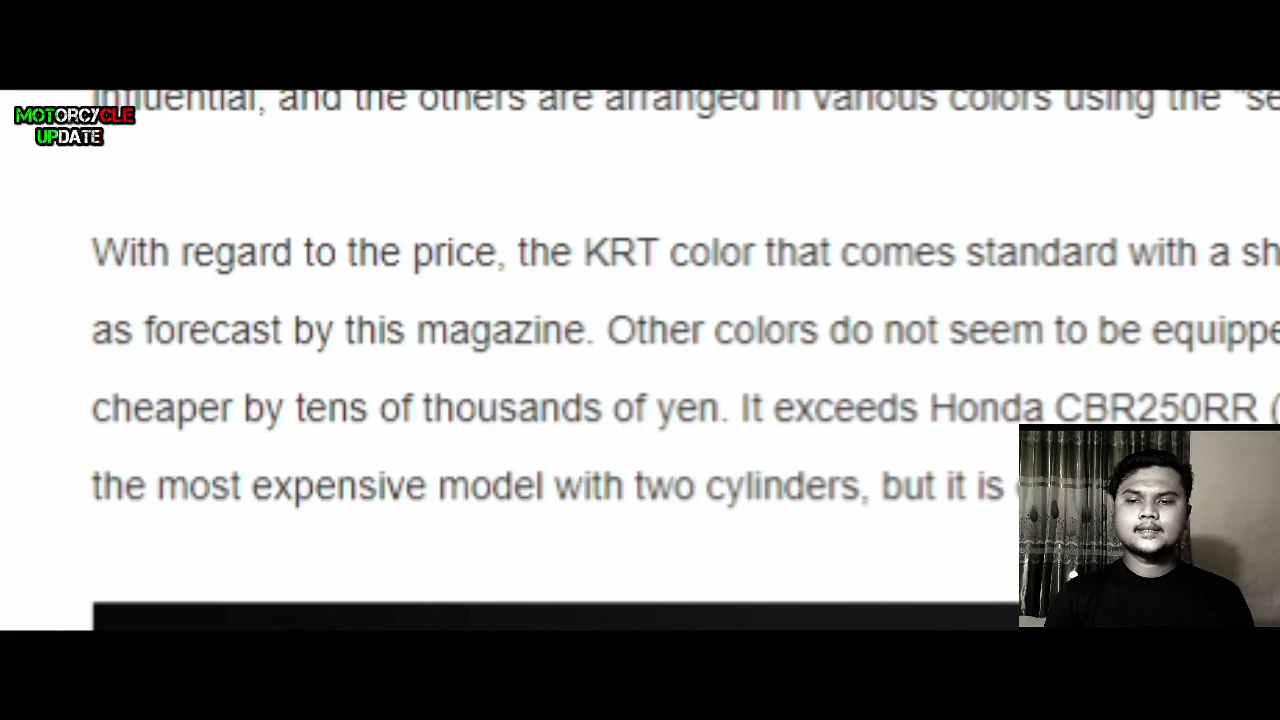 MOTORCYCLE
UPDATE
influential, and the others are arranged in various colors using the "se
With regard to the price, the KRT color that comes standard with a sh
as forecast by this magazine. Other colors do not seem to be equippe
cheaper by tens of thousands of yen. It exceeds Honda CBR250RR (
the most expensive model with two cylinders, but it is